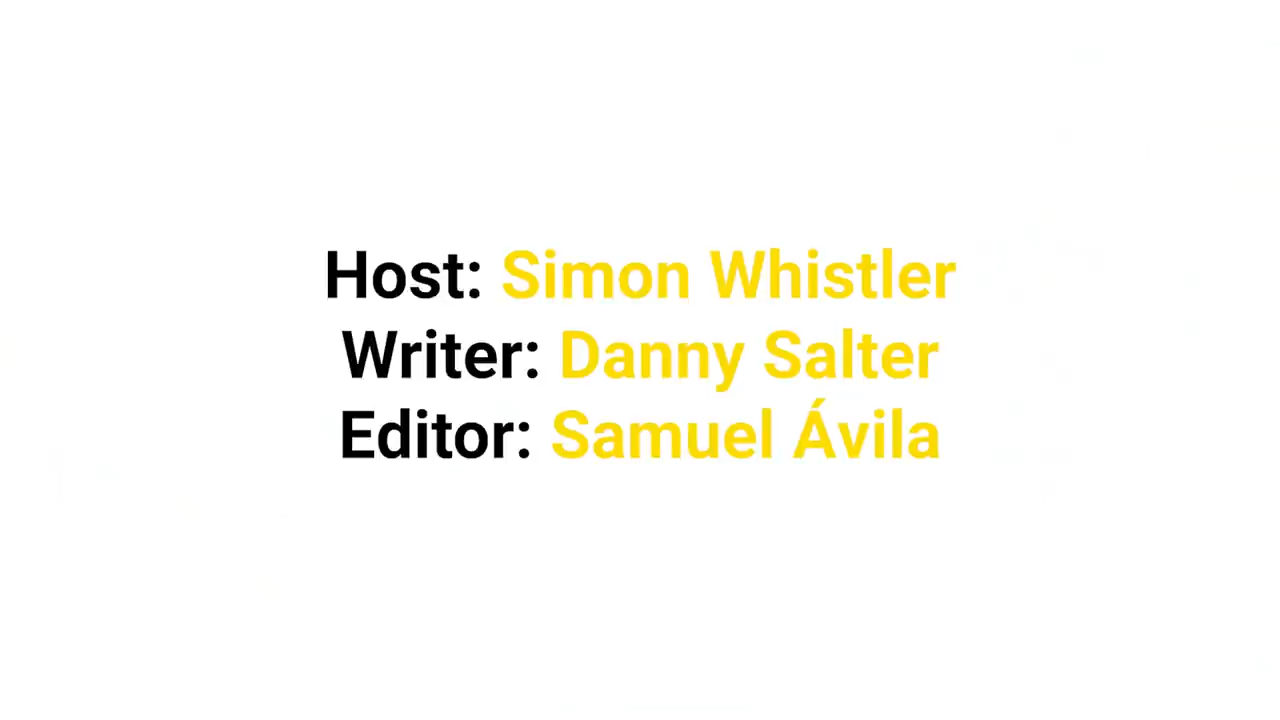 Host: Simon Whistler
Writer: Danny Salter
Editor: Samuel Ávila